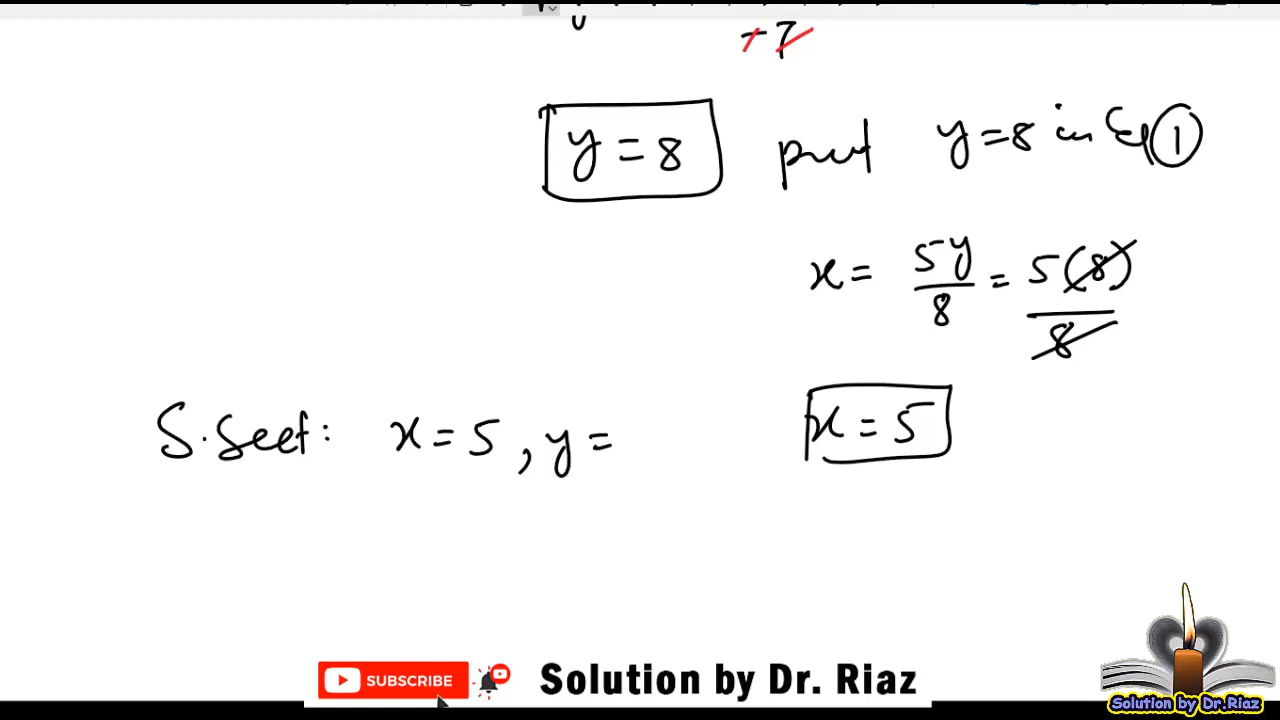 -7
y = 8 put y=8 in Eq ①
x = 5y/8 = 5(8)/8
x = 5
S.Set: x=5, y=
SUBSCRIBE Solution by Dr. Riaz
Solution by Dr.Riaz